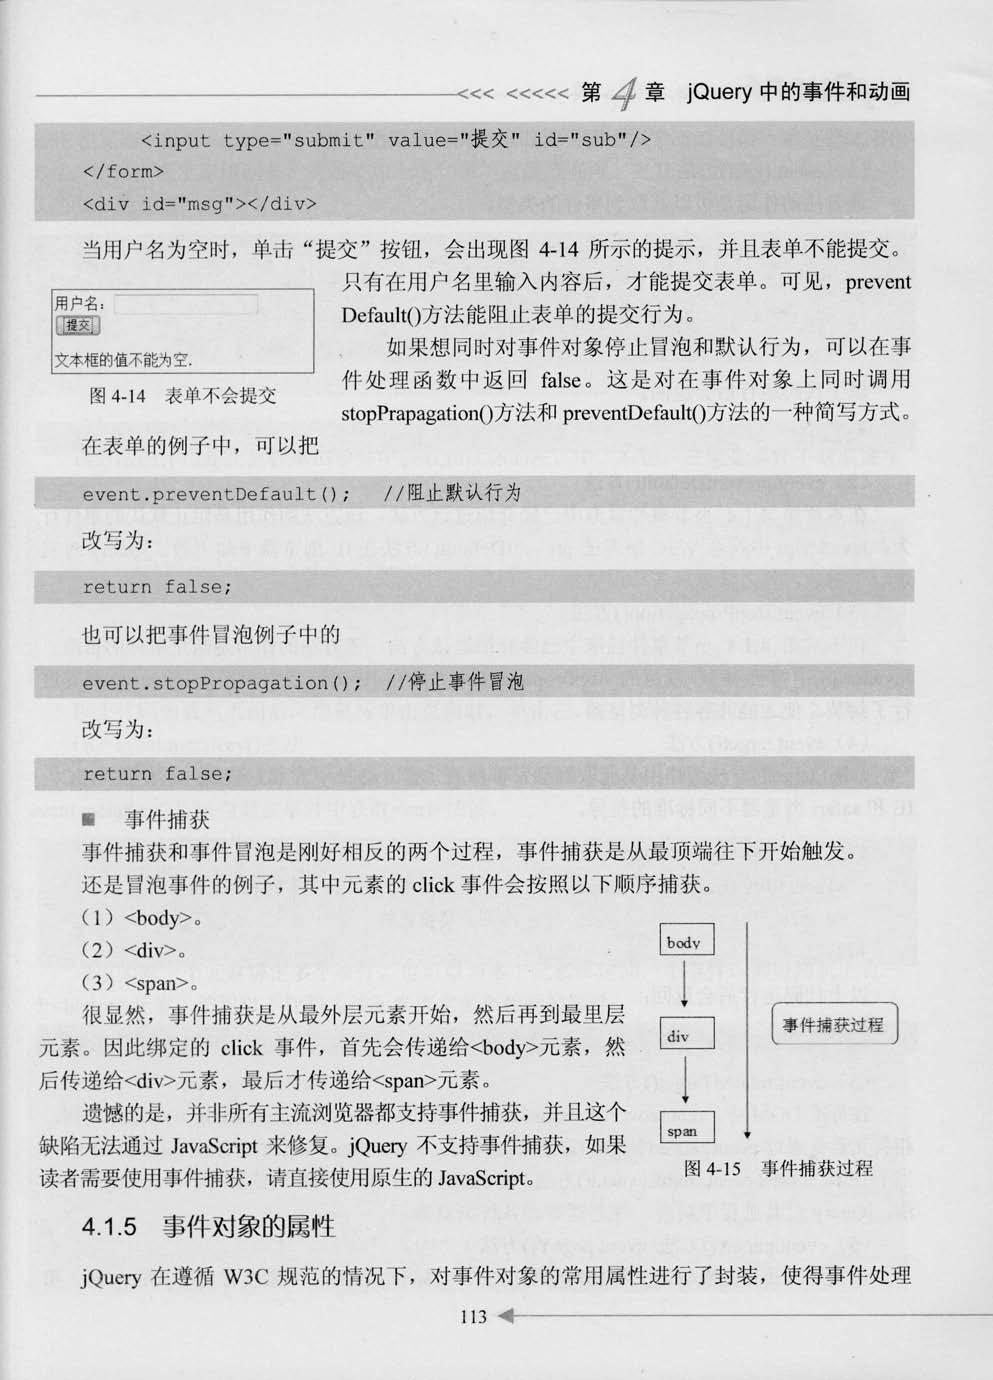 <<< <<<<< 第 4 章 jQuery 中的事件和动画
<input type="submit" value="提交" id="sub"/>
</form>
<div id="msg"></div>
当用户名为空时，单击“提交”按钮，会出现图 4-14 所示的提示，并且表单不能提交。
只有在用户名里输入内容后，才能提交表单。可见，prevent
Default()方法能阻止表单的提交行为。
如果想同时对事件对象停止冒泡和默认行为，可以在事
件处理函数中返回 false。这是对在事件对象上同时调用
stopPrapagation()方法和 preventDefault()方法的一种简写方式。
用户名：
提交
文本框的值不能为空.
图 4-14 表单不会提交
在表单的例子中，可以把
event.preventDefault(); //阻止默认行为
改写为：
return false;
也可以把事件冒泡例子中的
event.stopPropagation(); //停止事件冒泡
改写为：
return false;
■ 事件捕获
事件捕获和事件冒泡是刚好相反的两个过程，事件捕获是从最顶端往下开始触发。
还是冒泡事件的例子，其中元素的 click 事件会按照以下顺序捕获。
（1）<body>。
（2）<div>。
（3）<span>。
很显然，事件捕获是从最外层元素开始，然后再到最里层
元素。因此绑定的 click 事件，首先会传递给<body>元素，然
后传递给<div>元素，最后才传递给<span>元素。
遗憾的是，并非所有主流浏览器都支持事件捕获，并且这个
缺陷无法通过 JavaScript 来修复。jQuery 不支持事件捕获，如果
读者需要使用事件捕获，请直接使用原生的 JavaScript。
body
div
span
事件捕获过程
图 4-15 事件捕获过程
4.1.5 事件对象的属性
jQuery 在遵循 W3C 规范的情况下，对事件对象的常用属性进行了封装，使得事件处理
113